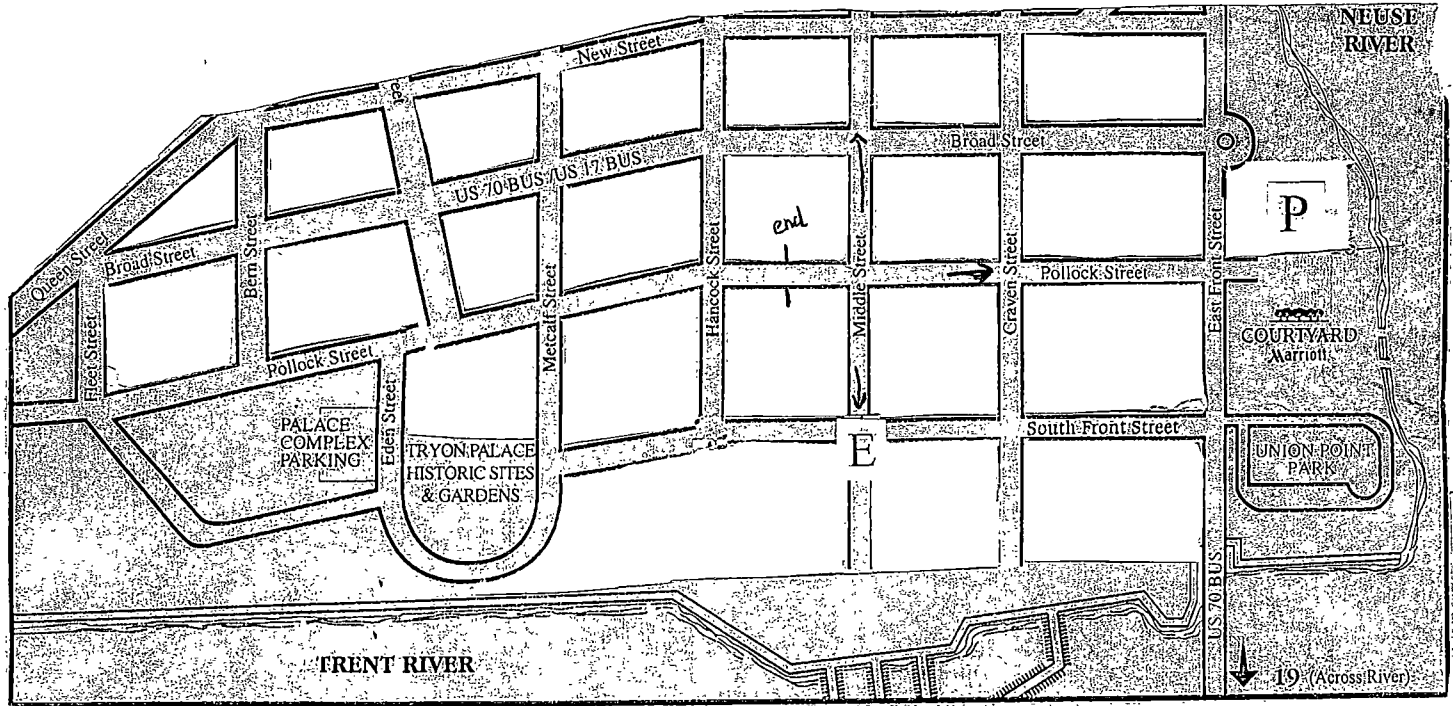 NEUSE
RIVER
New Street
eet
Broad Street
US 70 BUS /US 17 BUS
P
end
Queen Street
Broad Street
Bern Street
Fleet Street
Metcalf Street
Hancock Street
Middle Street
Craven Street
East Front Street
Pollock Street
COURTYARD
Marriott
Pollock Street
Eden Street
PALACE
COMPLEX
PARKING
TRYON PALACE
HISTORIC SITES
& GARDENS
E
South Front Street
UNION POINT
PARK
US 70 BUS
TRENT RIVER
19 (Across River)